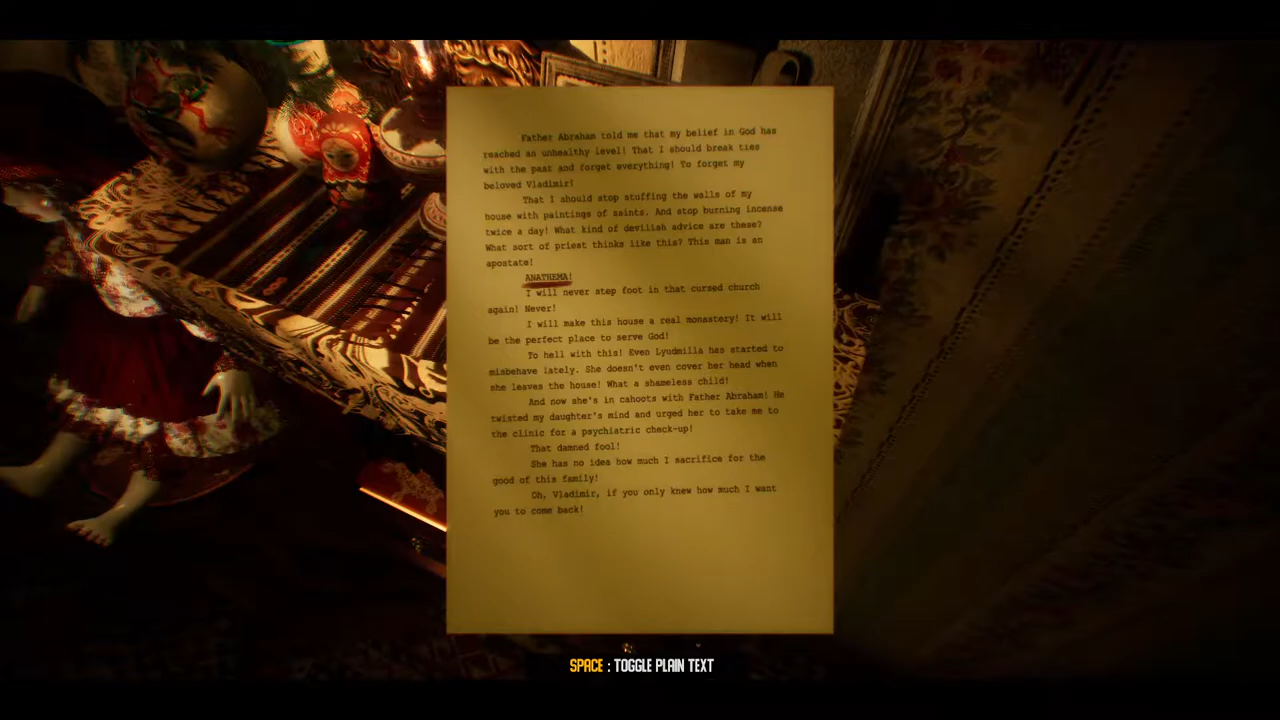 Father Abraham told me that my belief in God has
reached an unhealthy level! That I should break ties
with the past and forget everything! To forget my
beloved Vladimir!
That I should stop stuffing the walls of my
house with paintings of saints. And stop burning incense
twice a day! What kind of devilish advice are these?
What sort of priest thinks like this? This man is an
apostate!
ANATHEMA!
I will never step foot in that cursed church
again! Never!
I will make this house a real monastery! It will
be the perfect place to serve God!
To hell with this! Even Lyudmilla has started to
misbehave lately. She doesn't even cover her head when
she leaves the house! What a shameless child!
And now she's in cahoots with Father Abraham! He
twisted my daughter's mind and urged her to take me to
the clinic for a psychiatric check-up!
That damned fool!
She has no idea how much I sacrifice for the
good of this family!
Oh, Vladimir, if you only knew how much I want
you to come back!
SPACE : TOGGLE PLAIN TEXT